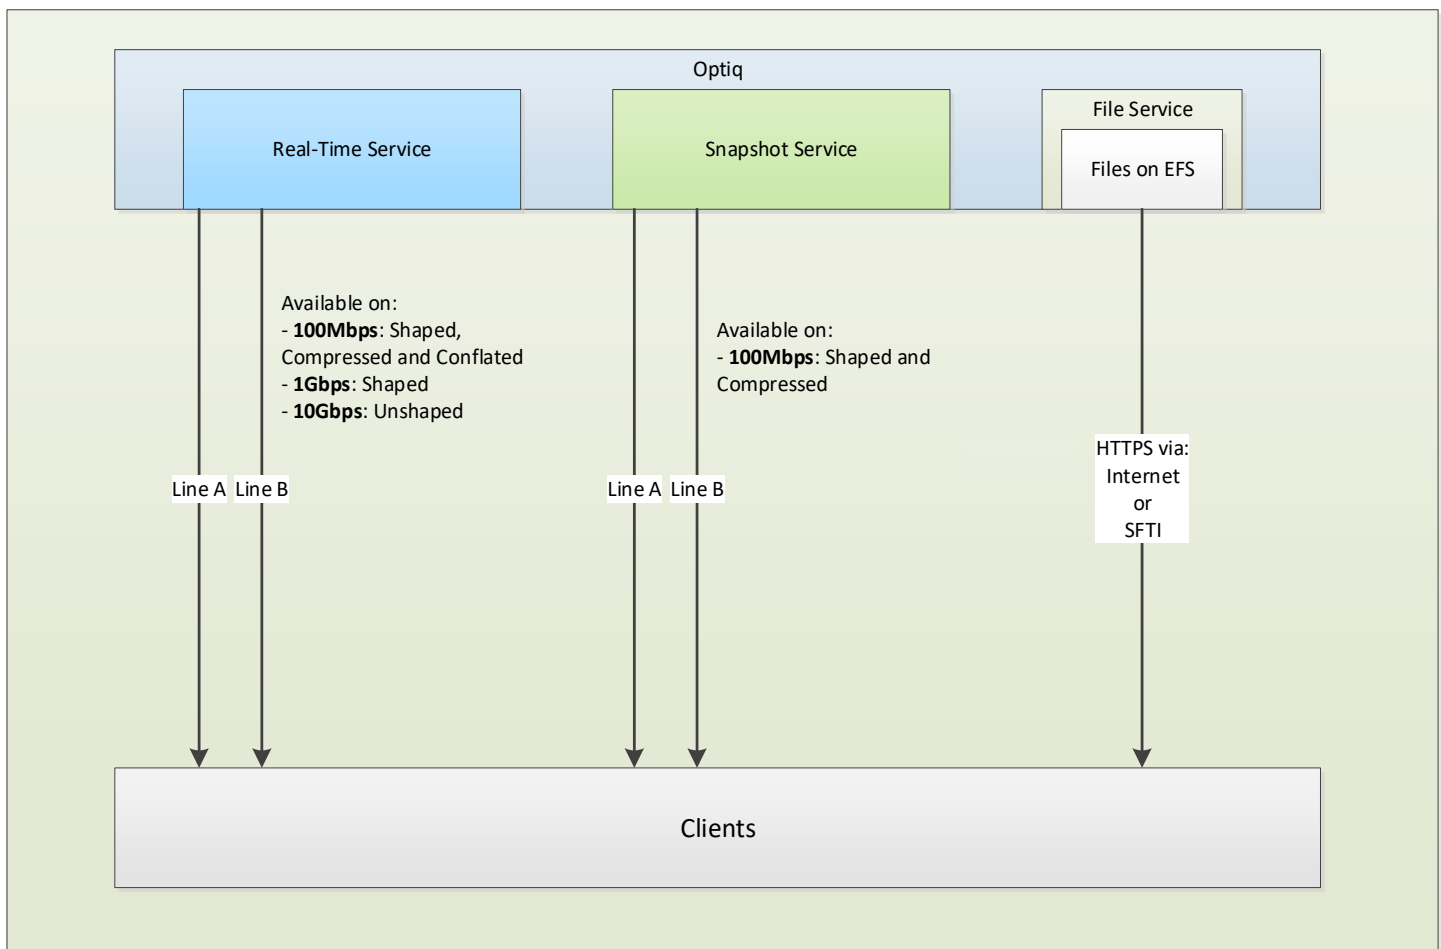 Optiq
Real-Time Service
Snapshot Service
File Service
Files on EFS
Available on:
- 100Mbps: Shaped,
Compressed and Conflated
- 1Gbps: Shaped
- 10Gbps: Unshaped
Available on:
- 100Mbps: Shaped and
Compressed
HTTPS via:
Internet
or
SFTI
Line A
Line B
Line A
Line B
Clients